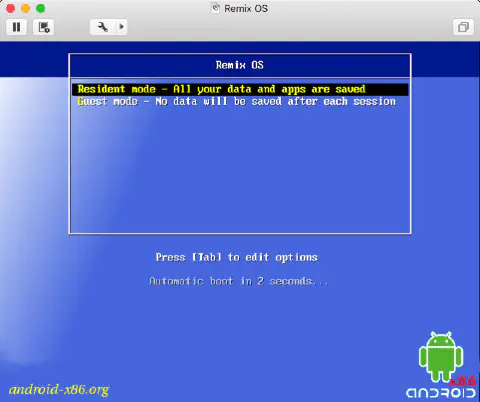 Remix OS
Remix OS
Resident mode - All your data and apps are saved
Guest mode - No data will be saved after each session
Press [Tab] to edit options
Automatic boot in 2 seconds...
x86
android-x86.org
ANDROID